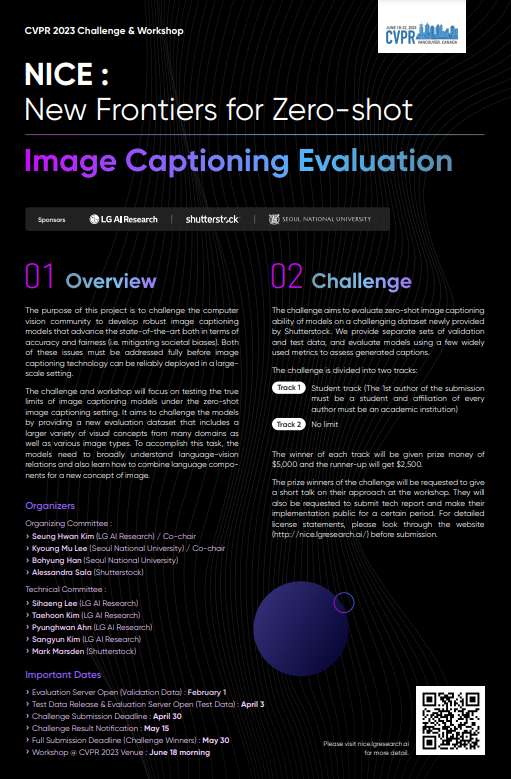 CVPR 2023 Challenge & Workshop
JUNE 18-22, 2023
CVPR
VANCOUVER, CANADA
NICE :
New Frontiers for Zero-shot
Image Captioning Evaluation
Sponsors
LG AI Research
shutterstock
SEOUL NATIONAL UNIVERSITY
01 Overview
The purpose of this project is to challenge the computer
vision community to develop robust image captioning
models that advance the state-of-the-art both in terms of
accuracy and fairness (i.e. mitigating societal biases). Both
of these issues must be addressed fully before image
captioning technology can be reliably deployed in a large-
scale setting.
The challenge and workshop will focus on testing the true
limits of image captioning models under the zero-shot
image captioning setting. It aims to challenge the models
by providing a new evaluation dataset that includes a
larger variety of visual concepts from many domains as
well as various image types. To accomplish this task, the
models need to broadly understand language-vision
relations and also learn how to combine language compo-
nents for a new concept of image.
Organizers
Organizing Committee :
› Seung Hwan Kim (LG AI Research) / Co-chair
› Kyoung Mu Lee (Seoul National University) / Co-chair
› Bohyung Han (Seoul National University)
› Alessandra Sala (Shutterstock)
Technical Committee :
› Sihaeng Lee (LG AI Research)
› Taehoon Kim (LG AI Research)
› Pyunghwan Ahn (LG AI Research)
› Sangyun Kim (LG AI Research)
› Mark Marsden (Shutterstock)
Important Dates
› Evaluation Server Open (Validation Data) : February 1
› Test Data Release & Evaluation Server Open (Test Data) : April 3
› Challenge Submission Deadline : April 30
› Challenge Result Notification : May 15
› Full Submission Deadline (Challenge Winners) : May 30
› Workshop @ CVPR 2023 Venue : June 18 morning
02 Challenge
The challenge aims to evaluate zero-shot image captioning
ability of models on a challenging dataset newly provided
by Shutterstock. We provide separate sets of validation
and test data, and evaluate models using a few widely
used metrics to assess generated captions.
The challenge is divided into two tracks:
Track 1 Student track (The 1st author of the submission
must be a student and affiliation of every
author must be an academic institution)
Track 2 No limit
The winner of each track will be given prize money of
$5,000 and the runner-up will get $2,500.
The prize winners of the challenge will be requested to give
a short talk on their approach at the workshop. They will
also be requested to submit tech report and make their
implementation public for a certain period. For detailed
license statements, please look through the website
(http://nice.lgresearch.ai/) before submission.
Please visit nice.lgresearch.ai
for more detail.